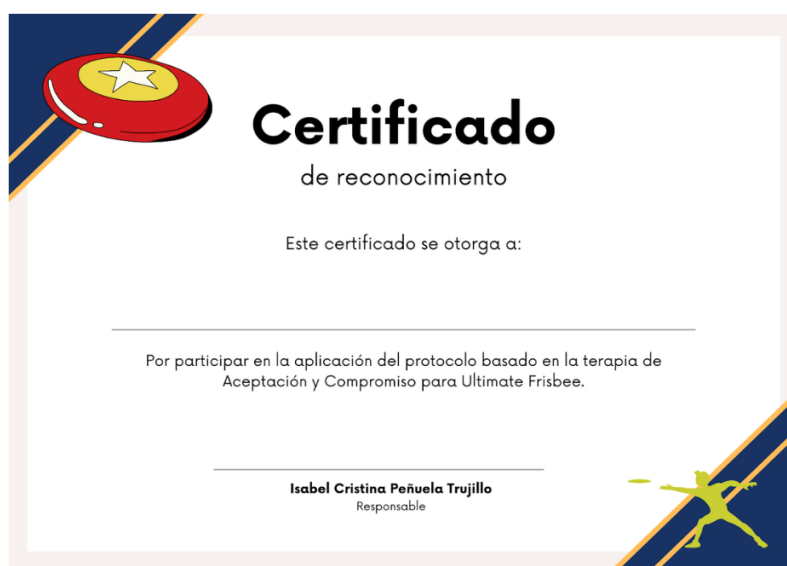 Certificado
de reconocimiento
Este certificado se otorga a:
Por participar en la aplicación del protocolo basado en la terapia de
Aceptación y Compromiso para Ultimate Frisbee.
Isabel Cristina Peñuela Trujillo
Responsable